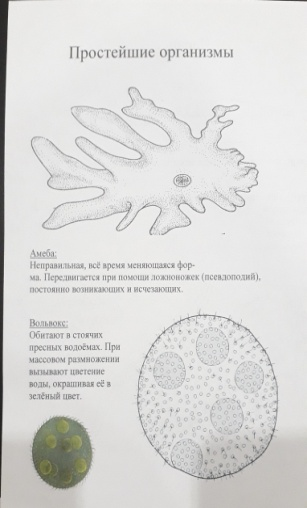 Простейшие организмы
Амеба:
Неправильная, всё время меняющаяся фор-
ма. Передвигается при помощи ложноножек (псевдоподий),
постоянно возникающих и исчезающих.
Вольвокс:
Обитают в стоячих
пресных водоёмах. При
массовом размножении
вызывают цветение
воды, окрашивая её в
зелёный цвет.